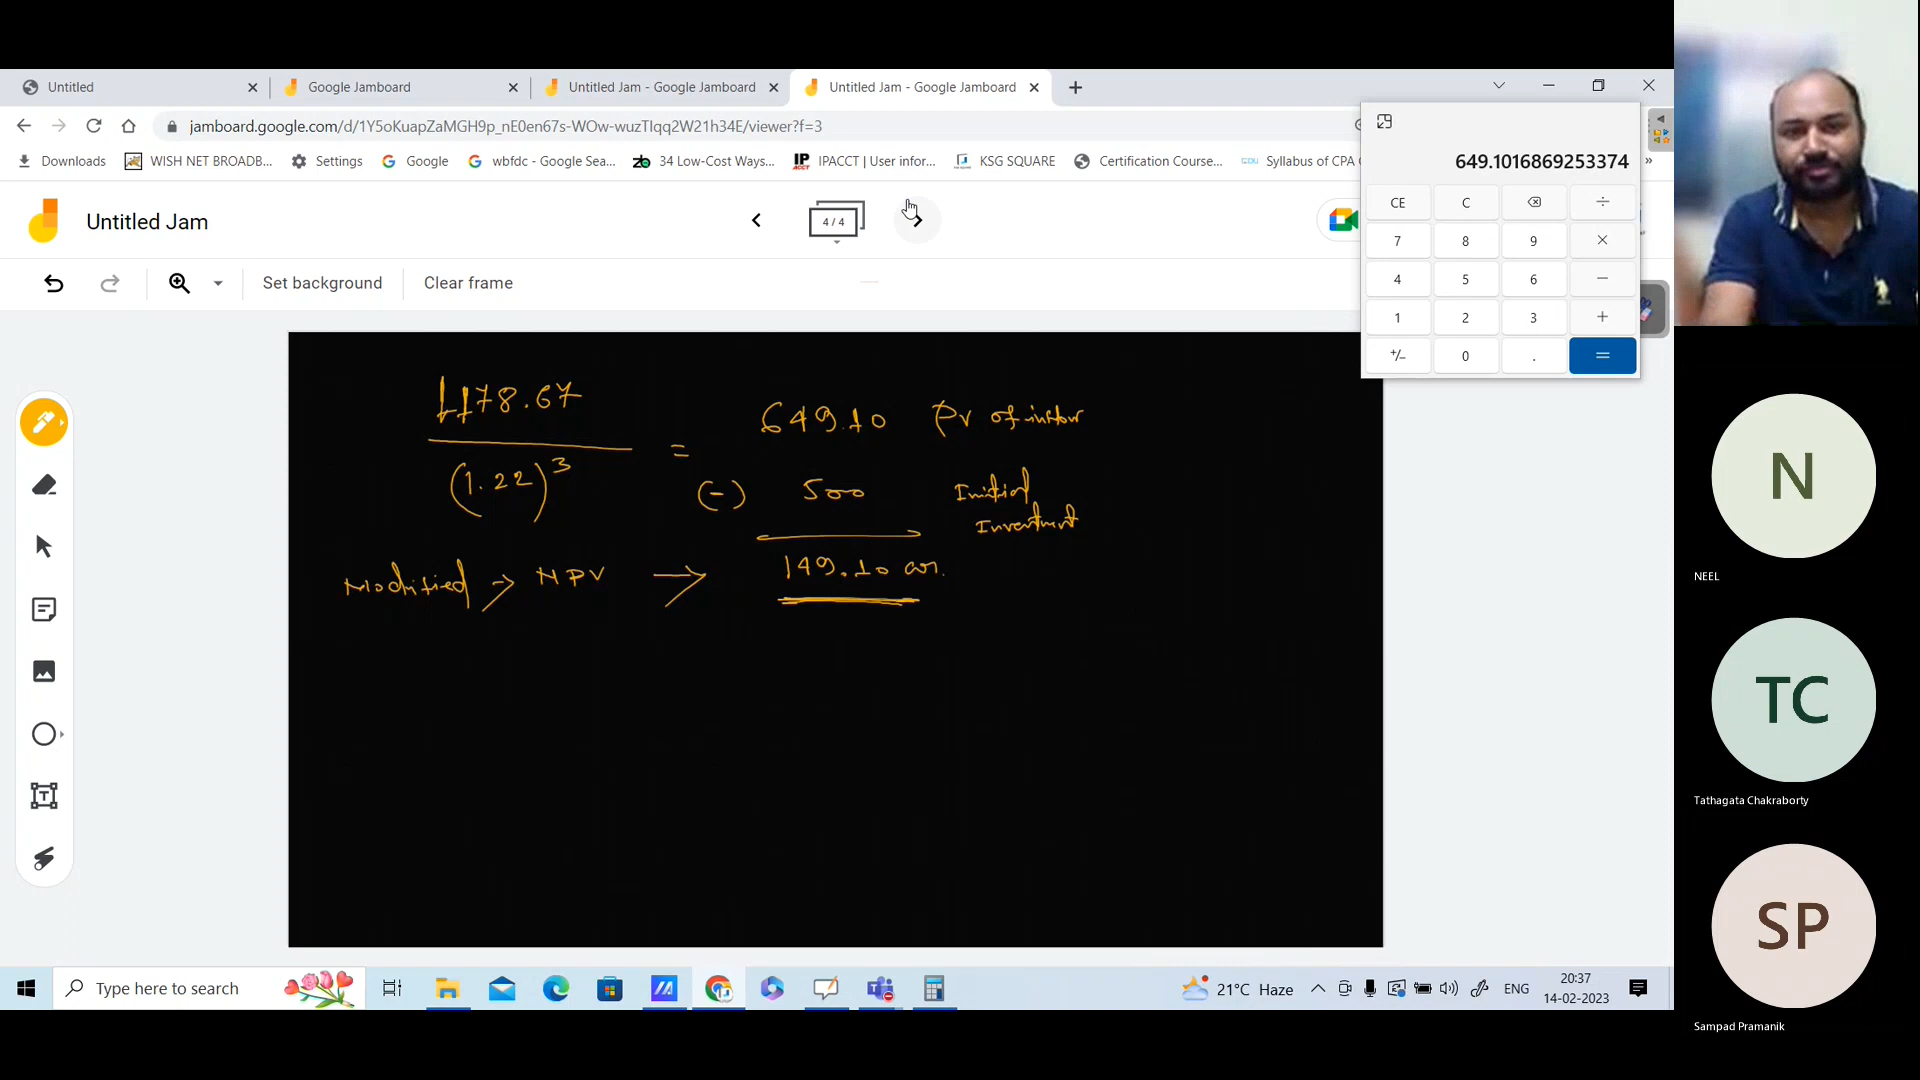 Untitled
Google Jamboard
Untitled Jam - Google Jamboard
Untitled Jam - Google Jamboard
jamboard.google.com/d/1Y5oKuapZaMGH9p_nE0en67s-WOw-wuzTIqq2W21h34E/viewer?f=3
Downloads
WISH NET BROADB...
Settings
Google
wbfdc - Google Sea...
34 Low-Cost Ways...
IPACCT | User infor...
KSG SQUARE
Certification Course...
Syllabus of CPA
»
649.1016869253374
CE C ÷
7 8 9 ×
4 5 6 −
1 2 3 +
+/− 0 . =
Untitled Jam
4 / 4
Set background
Clear frame
1178.67
(1.22)^3
= 649.10 PV of inflow
(-) 500 Initial
Investment
Modified → NPV → 149.10 cr.
N
NEEL
TC
Tathagata Chakraborty
SP
Sampad Pramanik
Type here to search
21°C Haze
ENG
20:37
14-02-2023